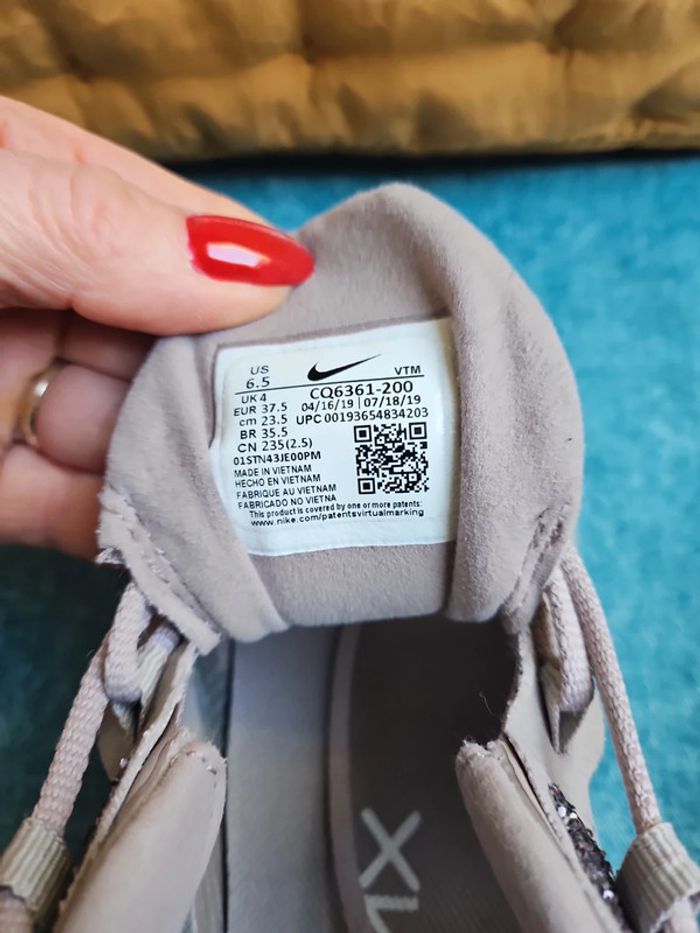 US
6.5
VTM
UK 4
CQ6361-200
EUR 37.5
04/16/19 | 07/18/19
cm 23.5
UPC 00193654834203
BR 35.5
CN 235(2.5)
01STN43JE00PM
MADE IN VIETNAM
HECHO EN VIETNAM
FABRIQUE AU VIETNAM
FABRICADO NO VIETNA
This product is covered by one or more patents:
www.nike.com/patentsvirtualmarking